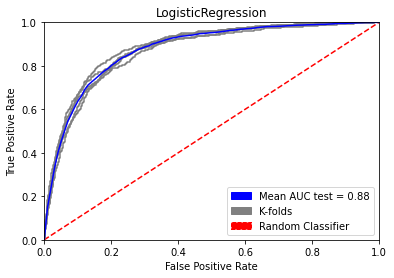 LogisticRegression
1.0
0.8
0.6
0.4
0.2
0.0
True Positive Rate
Mean AUC test = 0.88
K-folds
Random Classifier
0.0 0.2 0.4 0.6 0.8 1.0
False Positive Rate